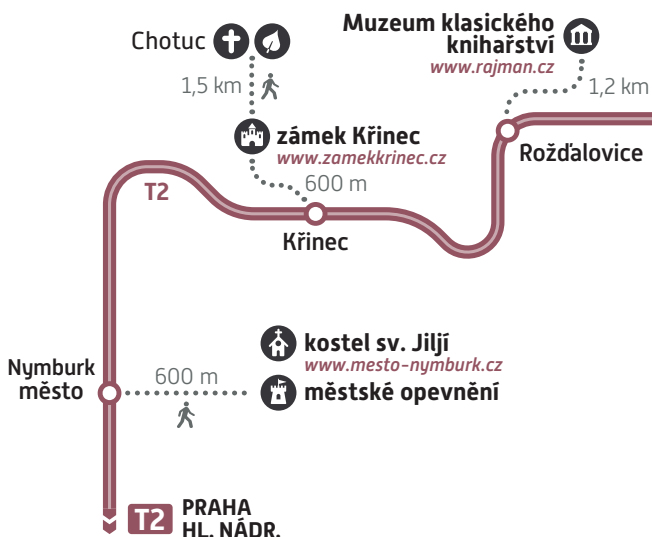 Chotuc
1,5 km
Muzeum klasického
knihařství
www.rajman.cz
1,2 km
zámek Křinec
www.zamekkrinec.cz
600 m
Rožďalovice
T2
Křinec
kostel sv. Jiljí
www.mesto-nymburk.cz
městské opevnění
Nymburk
město
600 m
T2
PRAHA
HL. NÁDR.